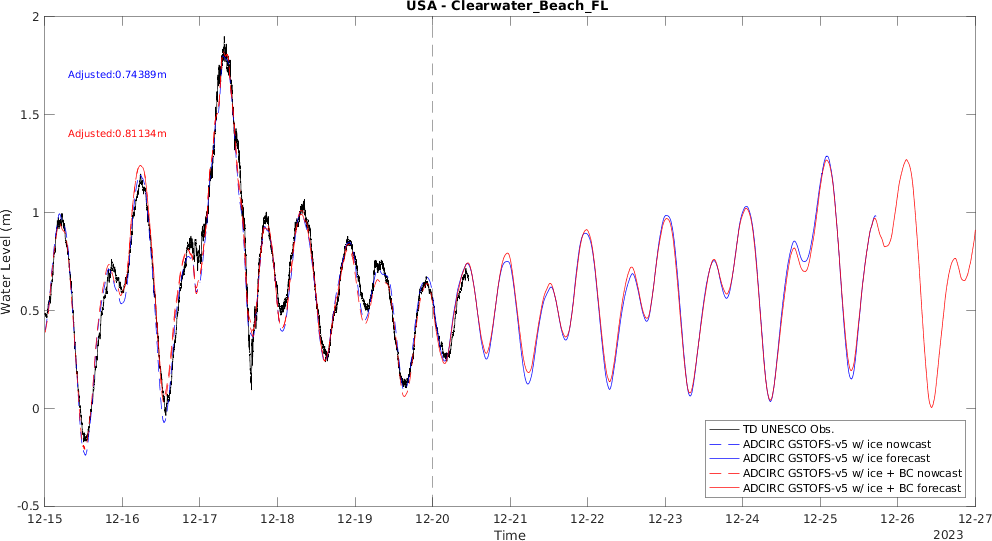 USA - Clearwater_Beach_FL
Adjusted:0.74389m
Adjusted:0.81134m
Water Level (m)
2
1.5
1
0.5
0
-0.5
TD UNESCO Obs.
ADCIRC GSTOFS-v5 w/ ice nowcast
ADCIRC GSTOFS-v5 w/ ice forecast
ADCIRC GSTOFS-v5 w/ ice + BC nowcast
ADCIRC GSTOFS-v5 w/ ice + BC forecast
12-15 12-16 12-17 12-18 12-19 12-20 12-21 12-22 12-23 12-24 12-25 12-26 12-27
Time
2023